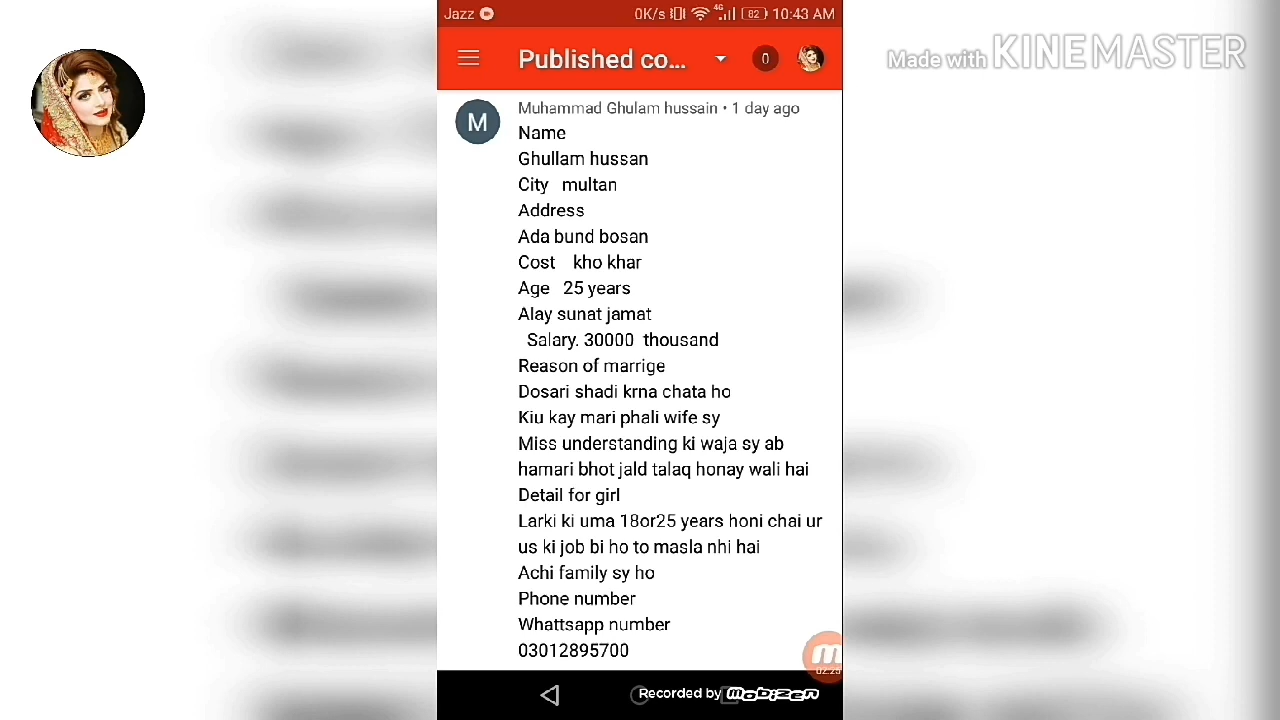 Jazz
0K/s 4G 82 10:43 AM
Made with KINEMASTER
Published co... 0
M
Muhammad Ghulam hussain • 1 day ago
Name
Ghullam hussan
City multan
Address
Ada bund bosan
Cost kho khar
Age 25 years
Alay sunat jamat
Salary. 30000 thousand
Reason of marrige
Dosari shadi krna chata ho
Kiu kay mari phali wife sy
Miss understanding ki waja sy ab
hamari bhot jald talaq honay wali hai
Detail for girl
Larki ki uma 18or25 years honi chai ur
us ki job bi ho to masla nhi hai
Achi family sy ho
Phone number
Whattsapp number
03012895700
02:25
Recorded by mobizen